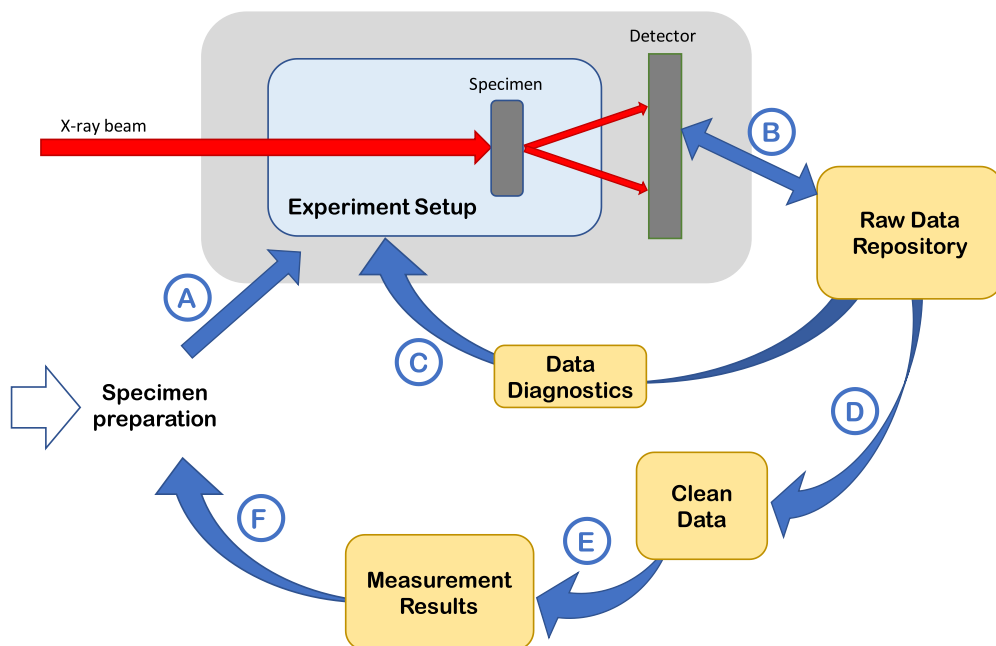 Detector
Specimen
X-ray beam
B
Experiment Setup
Raw Data
Repository
A
C
Data
Diagnostics
Specimen
preparation
D
Clean
Data
F
E
Measurement
Results